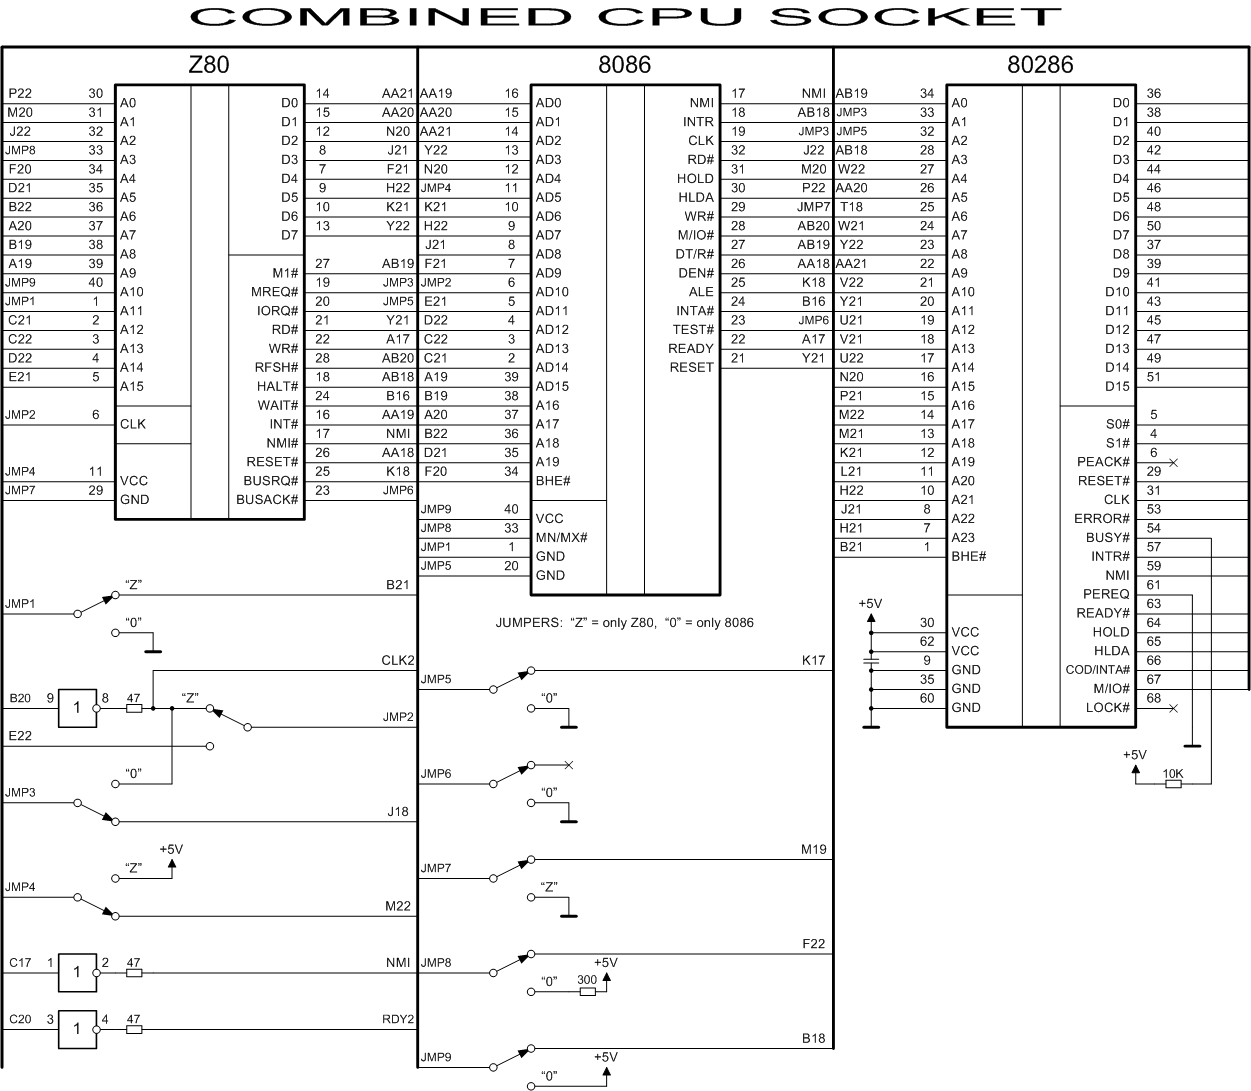 COMBINED CPU SOCKET
Z80
P22 30 A0
M20 31 A1
J22 32 A2
JMP8 33 A3
F20 34 A4
D21 35 A5
B22 36 A6
A20 37 A7
B19 38 A8
A19 39 A9
JMP9 40 A10
JMP1 1 A11
C21 2 A12
C22 3 A13
D22 4 A14
E21 5 A15
JMP2 6 CLK
JMP4 11 VCC
JMP7 29 GND
D0 14 AA21
D1 15 AA20
D2 12 N20
D3 8 J21
D4 7 F21
D5 9 H22
D6 10 K21
D7 13 Y22
M1# 27 AB19
MREQ# 19 JMP3
IORQ# 20 JMP5
RD# 21 Y21
WR# 22 A17
RFSH# 28 AB20
HALT# 18 AB18
WAIT# 24 B16
INT# 16 AA19
NMI# 17 NMI
RESET# 26 AA18
BUSRQ# 25 K18
BUSACK# 23 JMP6
8086
AA19 16 AD0
AA20 15 AD1
AA21 14 AD2
Y22 13 AD3
N20 12 AD4
JMP4 11 AD5
K21 10 AD6
H22 9 AD7
J21 8 AD8
F21 7 AD9
JMP2 6 AD10
E21 5 AD11
D22 4 AD12
C22 3 AD13
C21 2 AD14
A19 39 AD15
B19 38 A16
A20 37 A17
B22 36 A18
D21 35 A19
F20 34 BHE#
JMP9 40 VCC
JMP8 33 MN/MX#
JMP1 1 GND
JMP5 20 GND
NMI 17 NMI
INTR 18 AB18
CLK 19 JMP3
RD# 32 J22
HOLD 31 M20
HLDA 30 P22
WR# 29 JMP7
M/IO# 28 AB20
DT/R# 27 AB19
DEN# 26 AA18
ALE 25 K18
INTA# 24 B16
TEST# 23 JMP6
READY 22 A17
RESET 21 Y21
80286
AB19 34 A0
JMP3 33 A1
JMP5 32 A2
AB18 28 A3
W22 27 A4
AA20 26 A5
T18 25 A6
W21 24 A7
Y22 23 A8
AA21 22 A9
V22 21 A10
Y21 20 A11
U21 19 A12
V21 18 A13
U22 17 A14
N20 16 A15
P21 15 A16
M22 14 A17
M21 13 A18
K21 12 A19
L21 11 A20
H22 10 A21
J21 8 A22
H21 7 A23
B21 1 BHE#
+5V
30 VCC
62 VCC
9 GND
35 GND
60 GND
D0 36
D1 38
D2 40
D3 42
D4 44
D5 46
D6 48
D7 50
D8 37
D9 39
D10 41
D11 43
D12 45
D13 47
D14 49
D15 51
S0# 5
S1# 4
PEACK# 6
RESET# 29
CLK 31
ERROR# 53
BUSY# 54
INTR# 57
NMI 59
PEREQ 61
READY# 63
HOLD 64
HLDA 65
COD/INTA# 66
M/IO# 67
LOCK# 68
+5V
10K
JUMPERS: “Z” = only Z80, “0” = only 8086
JMP1 “Z” B21
“0”
CLK2
B20 9 1 8 47 “Z” JMP2
E22
“0”
JMP3 J18
“Z” +5V
JMP4 M22
C17 1 1 2 47 NMI
C20 3 1 4 47 RDY2
JMP5 K17
“0”
JMP6
“0”
JMP7 M19
“Z”
JMP8 F22
“0” 300 +5V
JMP9 B18
“0” +5V